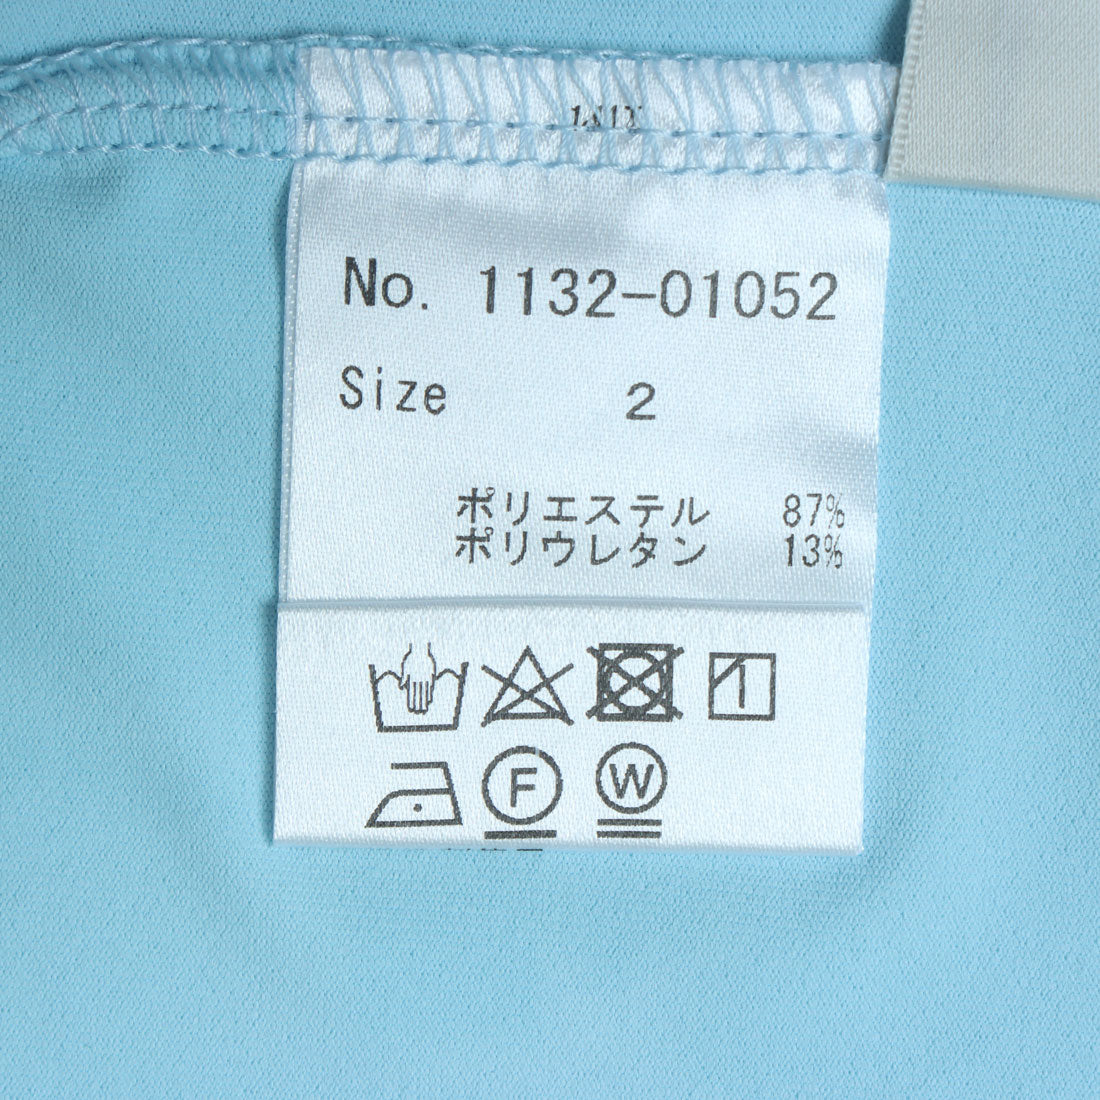 No. 1132-01052
Size 2
ポリエステル 87%
ポリウレタン 13%
F W